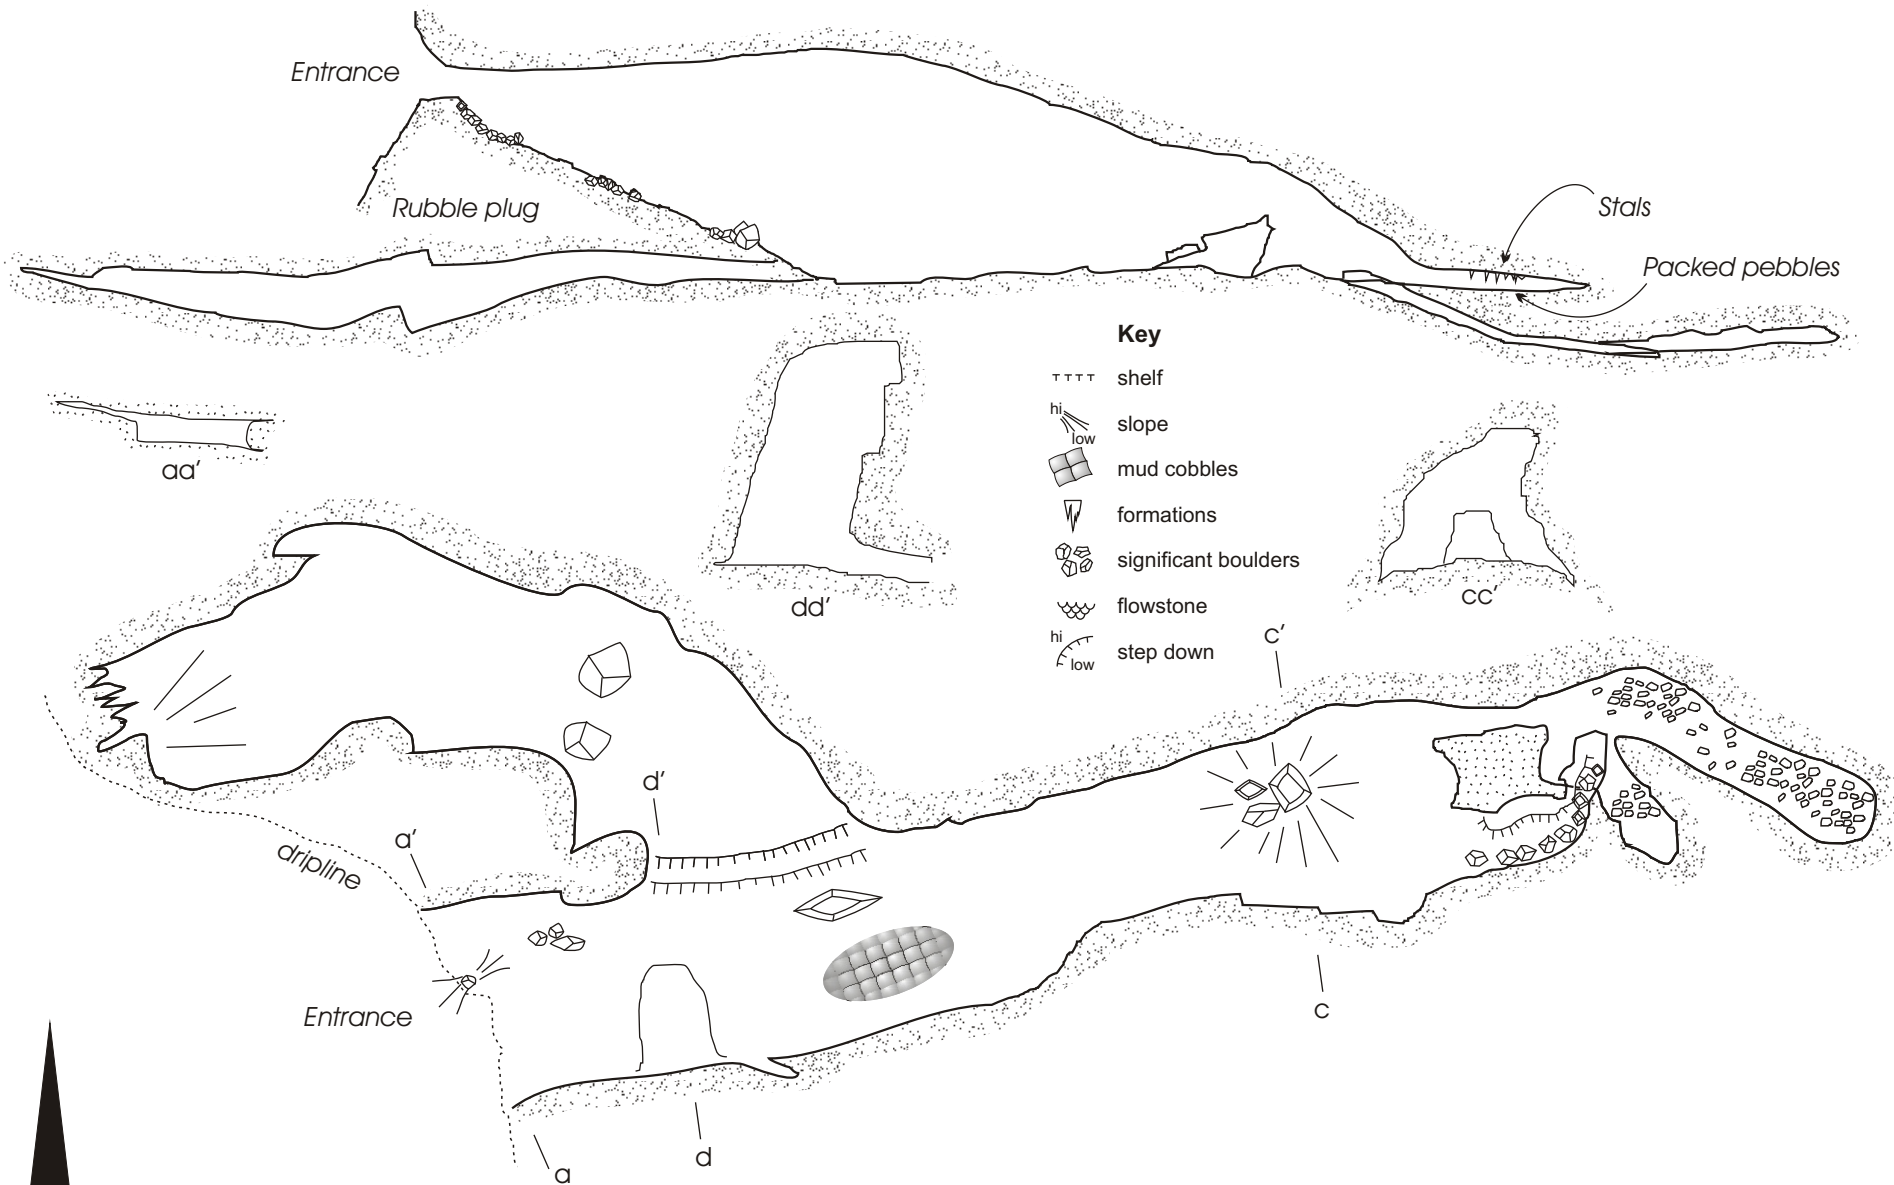 Entrance
Rubble plug
Stals
Packed pebbles
Key
shelf
hi
low
slope
mud cobbles
formations
significant boulders
flowstone
hi
low
step down
aa'
dd'
cc'
c'
d'
a'
dripline
Entrance
c
d
a